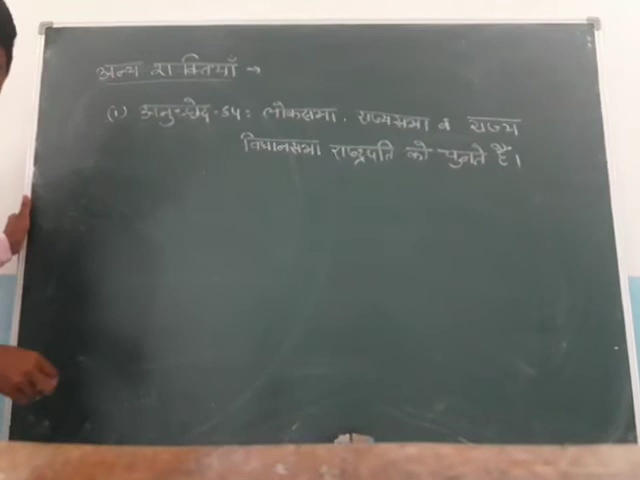 अन्य शक्तियाँ →
(1) अनुच्छेद-54: लोकसभा, राज्यसभा व राज्य
विधानसभा राष्ट्रपति को चुनते हैं।